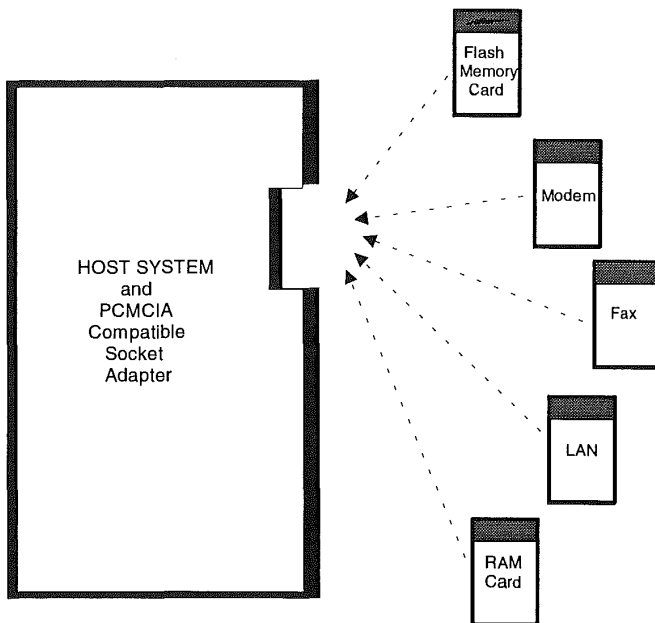 Flash
Memory
Card
Modem
HOST SYSTEM
and
PCMCIA
Compatible
Socket
Adapter
Fax
LAN
RAM
Card